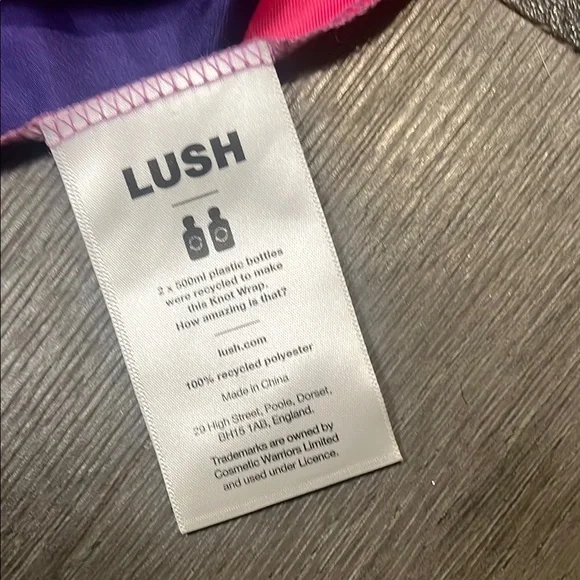 LUSH
2 x 500ml plastic bottles
were recycled to make
this Knot Wrap.
How amazing is that?
lush.com
100% recycled polyester
Made in China
29 High Street, Poole, Dorset,
BH15 1AB, England.
Trademarks are owned by
Cosmetic Warriors Limited
and used under Licence.